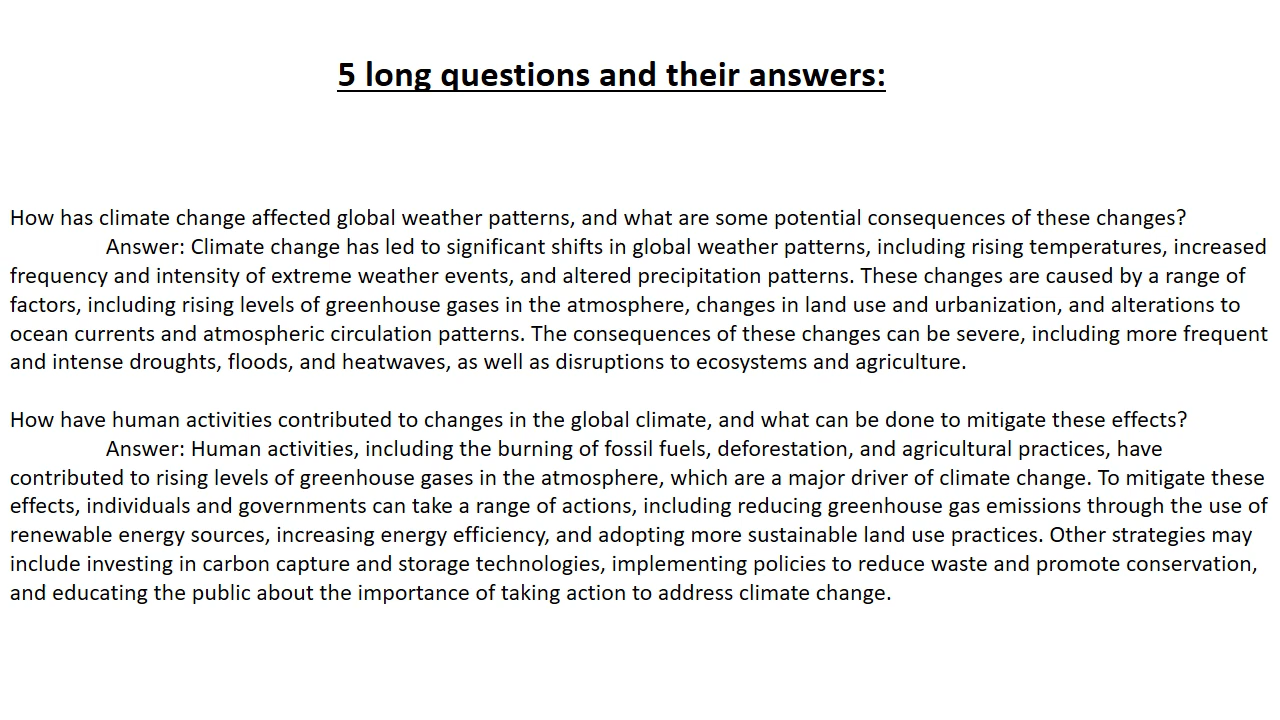 5 long questions and their answers:
How has climate change affected global weather patterns, and what are some potential consequences of these changes?
Answer: Climate change has led to significant shifts in global weather patterns, including rising temperatures, increased
frequency and intensity of extreme weather events, and altered precipitation patterns. These changes are caused by a range of
factors, including rising levels of greenhouse gases in the atmosphere, changes in land use and urbanization, and alterations to
ocean currents and atmospheric circulation patterns. The consequences of these changes can be severe, including more frequent
and intense droughts, floods, and heatwaves, as well as disruptions to ecosystems and agriculture.
How have human activities contributed to changes in the global climate, and what can be done to mitigate these effects?
Answer: Human activities, including the burning of fossil fuels, deforestation, and agricultural practices, have
contributed to rising levels of greenhouse gases in the atmosphere, which are a major driver of climate change. To mitigate these
effects, individuals and governments can take a range of actions, including reducing greenhouse gas emissions through the use of
renewable energy sources, increasing energy efficiency, and adopting more sustainable land use practices. Other strategies may
include investing in carbon capture and storage technologies, implementing policies to reduce waste and promote conservation,
and educating the public about the importance of taking action to address climate change.